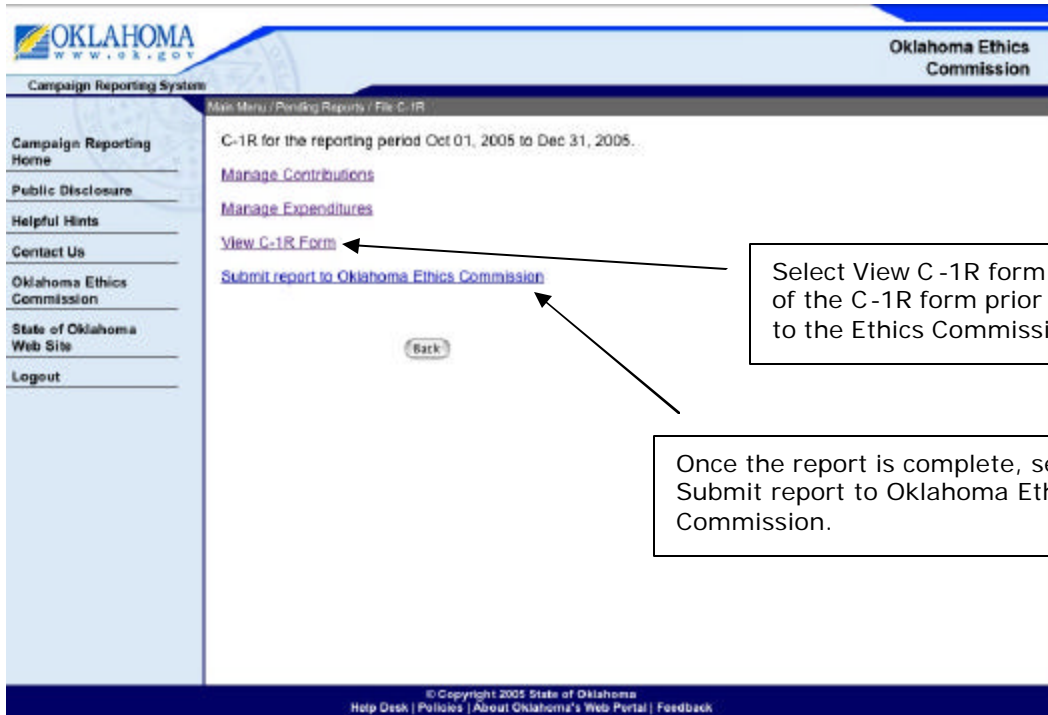 OKLAHOMA
www.ok.gov
Campaign Reporting System
Oklahoma Ethics
Commission
Main Menu / Pending Reports / File C-1R
Campaign Reporting
Home
Public Disclosure
Helpful Hints
Contact Us
Oklahoma Ethics
Commission
State of Oklahoma
Web Site
Logout
C-1R for the reporting period Oct 01, 2005 to Dec 31, 2005.
Manage Contributions
Manage Expenditures
View C-1R Form
Submit report to Oklahoma Ethics Commission
Back
Select View C-1R form
of the C-1R form prior
to the Ethics Commissi
Once the report is complete, se
Submit report to Oklahoma Eth
Commission.
© Copyright 2005 State of Oklahoma
Help Desk | Policies | About Oklahoma's Web Portal | Feedback